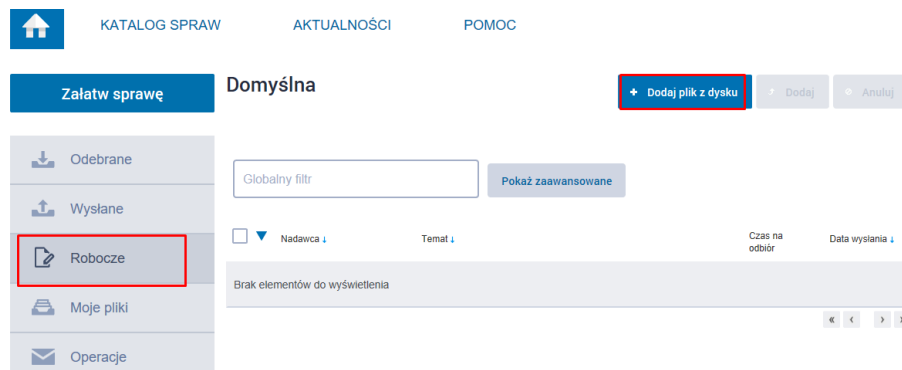 KATALOG SPRAW AKTUALNOŚCI POMOC
Załatw sprawę
Domyślna
+ Dodaj plik z dysku
Dodaj
Anuluj
Odebrane
Wysłane
Robocze
Moje pliki
Operacje
Globalny filtr
Pokaż zaawansowane
Nadawca ↓ Temat ↓ Czas na odbiór Data wysłania ↓
Brak elementów do wyświetlenia
« ‹ ›